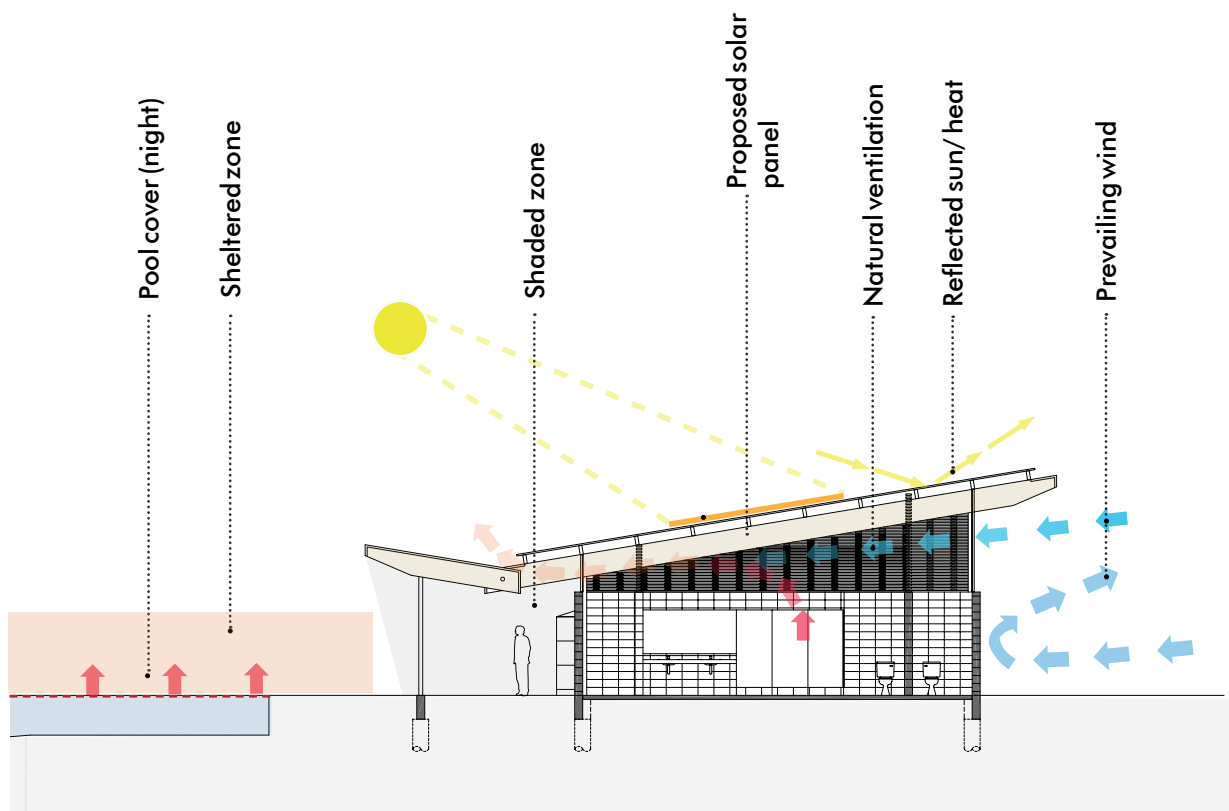 Pool cover (night)
Sheltered zone
Shaded zone
Proposed solar
panel
Natural ventilation
Reflected sun/ heat
Prevailing wind